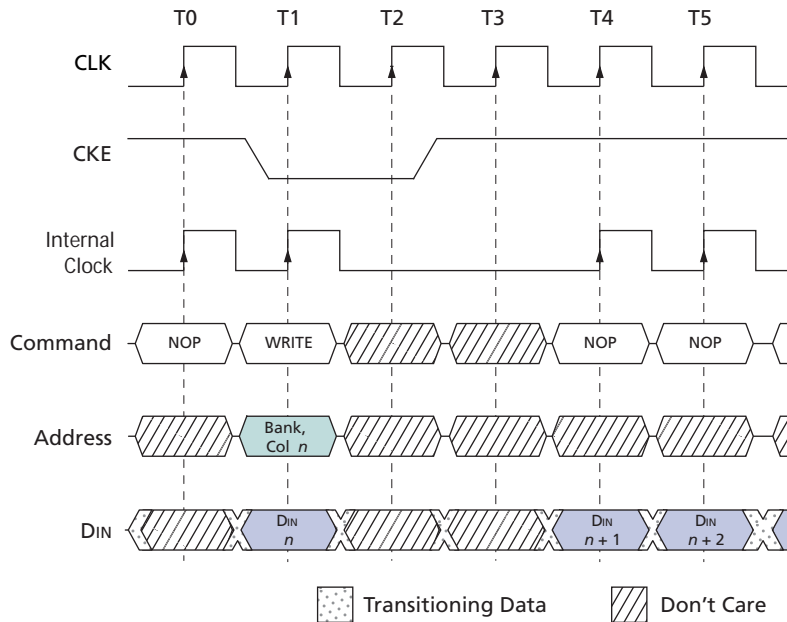 T0 T1 T2 T3 T4 T5
CLK
CKE
Internal
Clock
Command NOP WRITE NOP NOP
Address Bank,
Col n
DIN DIN
n DIN
n + 1 DIN
n + 2
Transitioning Data Don't Care